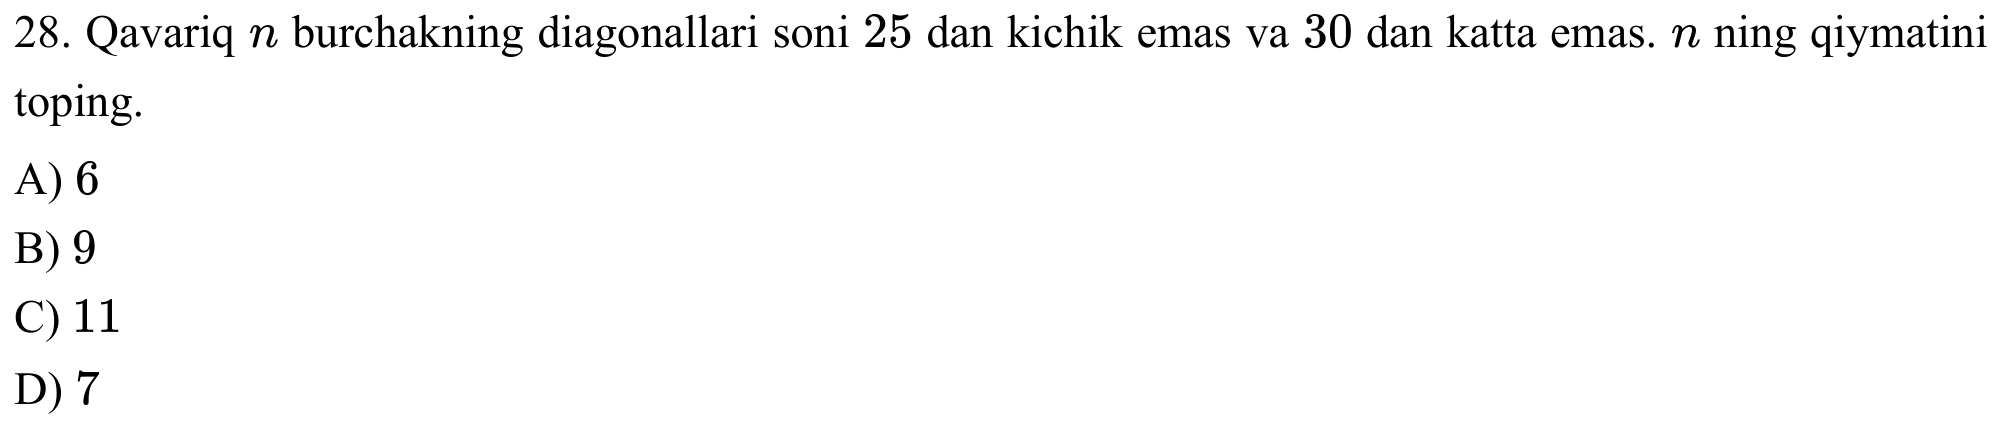 28. Qavariq n burchakning diagonallari soni 25 dan kichik emas va 30 dan katta emas. n ning qiymatini
toping.
A) 6
B) 9
C) 11
D) 7